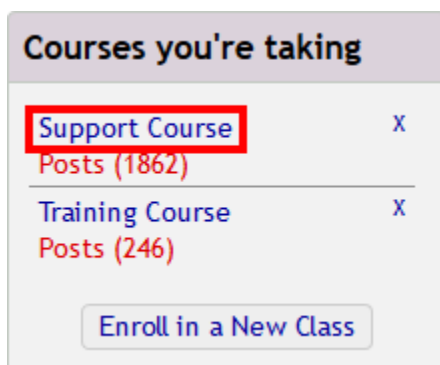 Courses you're taking
Support Course x
Posts (1862)
Training Course x
Posts (246)
Enroll in a New Class